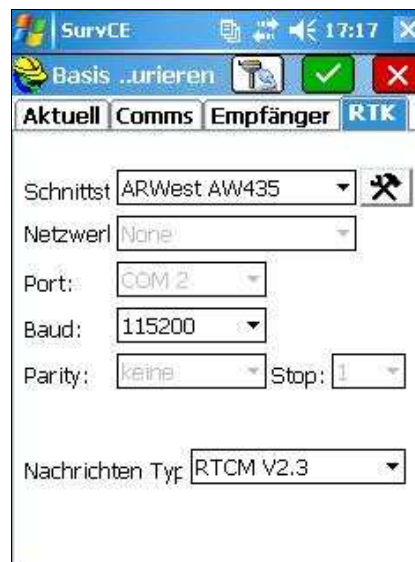 SurvCE 17:17
Basis ..urieren
Aktuell Comms Empfänger RTK
Schnittst ARWest AW435
Netzwerl None
Port: COM 2
Baud: 115200
Parity: keine Stop: 1
Nachrichten Typ RTCM V2.3